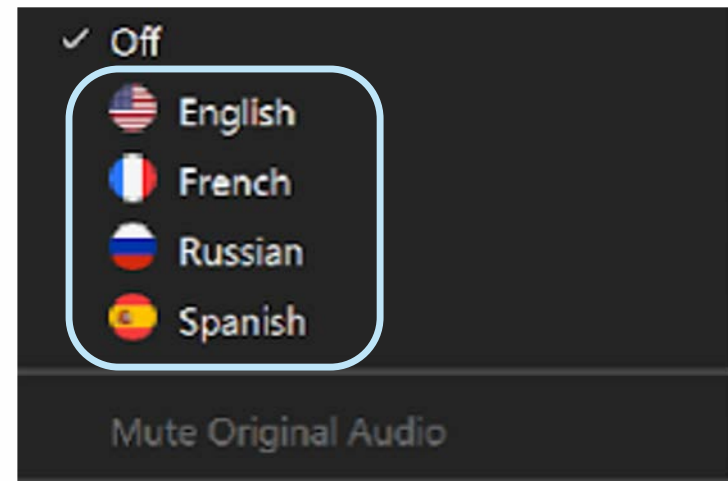 Off
English
French
Russian
Spanish
Mute Original Audio